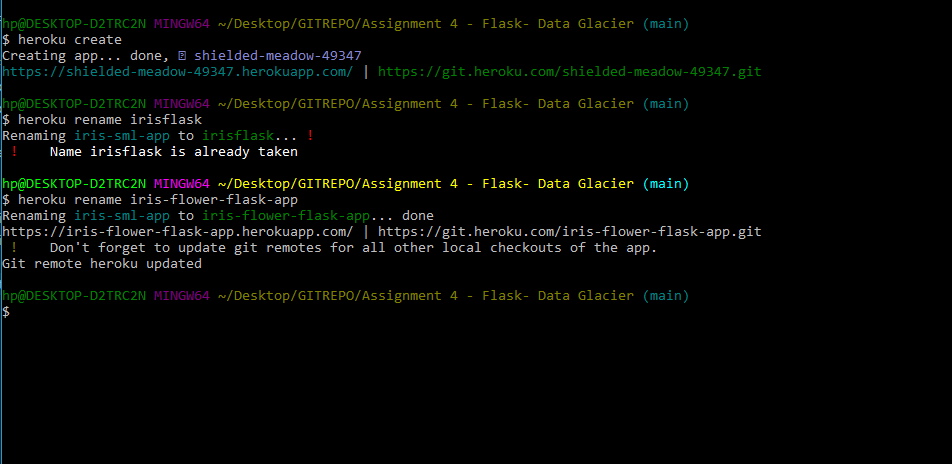 hp@DESKTOP-D2TRC2N MINGW64 ~/Desktop/GITREPO/Assignment 4 - Flask- Data Glacier (main)
$ heroku create
Creating app... done, ⬢ shielded-meadow-49347
https://shielded-meadow-49347.herokuapp.com/ | https://git.heroku.com/shielded-meadow-49347.git
hp@DESKTOP-D2TRC2N MINGW64 ~/Desktop/GITREPO/Assignment 4 - Flask- Data Glacier (main)
$ heroku rename irisflask
Renaming iris-sml-app to irisflask... !
!    Name irisflask is already taken
hp@DESKTOP-D2TRC2N MINGW64 ~/Desktop/GITREPO/Assignment 4 - Flask- Data Glacier (main)
$ heroku rename iris-flower-flask-app
Renaming iris-sml-app to iris-flower-flask-app... done
https://iris-flower-flask-app.herokuapp.com/ | https://git.heroku.com/iris-flower-flask-app.git
!    Don't forget to update git remotes for all other local checkouts of the app.
Git remote heroku updated
hp@DESKTOP-D2TRC2N MINGW64 ~/Desktop/GITREPO/Assignment 4 - Flask- Data Glacier (main)
$